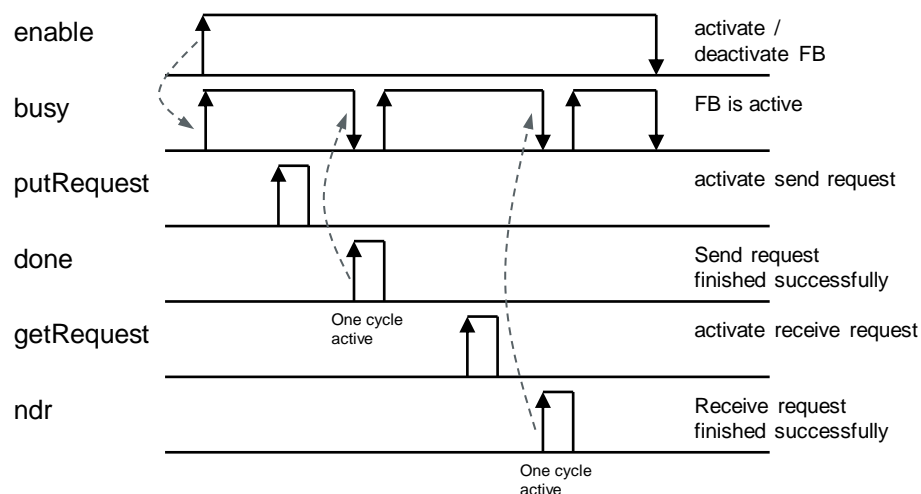 enable
activate /
deactivate FB
busy
FB is active
putRequest
activate send request
done
Send request
finished successfully
One cycle
active
getRequest
activate receive request
ndr
Receive request
finished successfully
One cycle
active